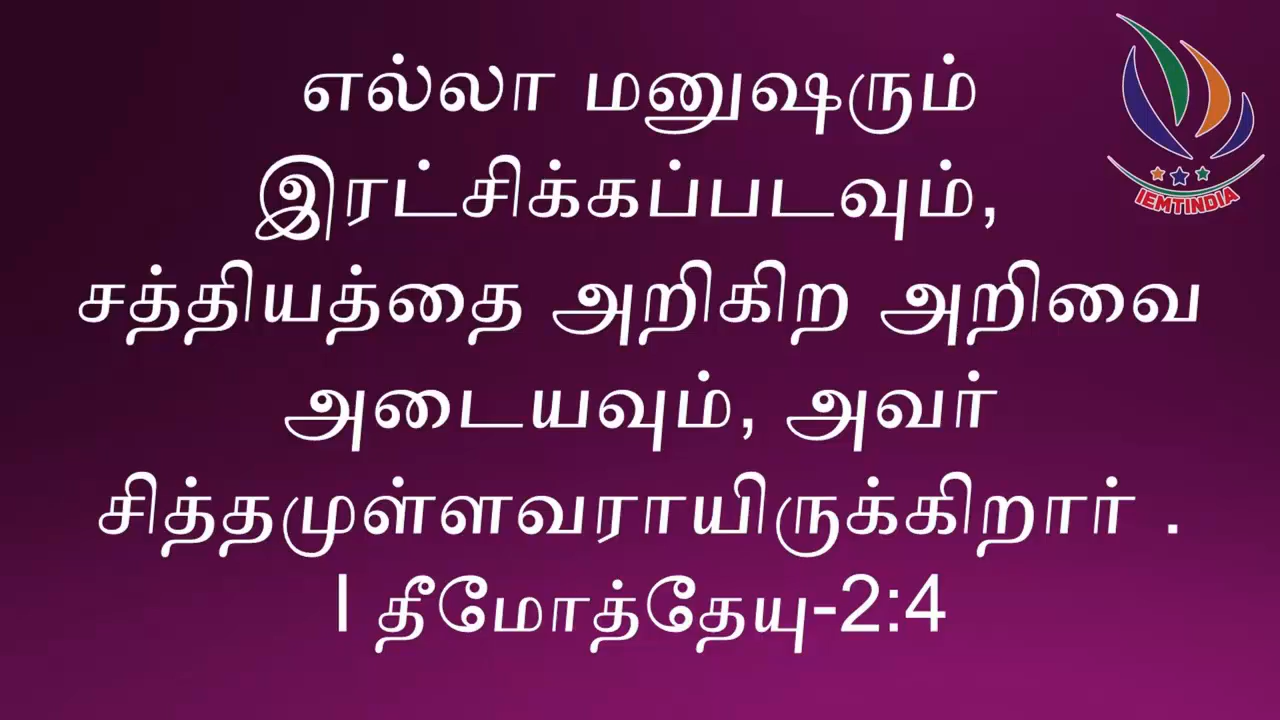 எல்லா மனுஷரும்
இரட்சிக்கப்படவும்,
சத்தியத்தை அறிகிற அறிவை
அடையவும், அவர்
சித்தமுள்ளவராயிருக்கிறார் .
I தீமோத்தேயு-2:4
IEMTINDIA